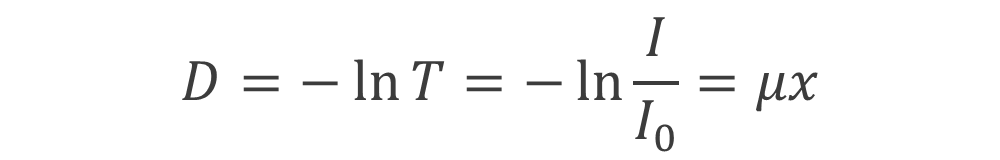 D = − ln T = − ln I/I₀ = μx